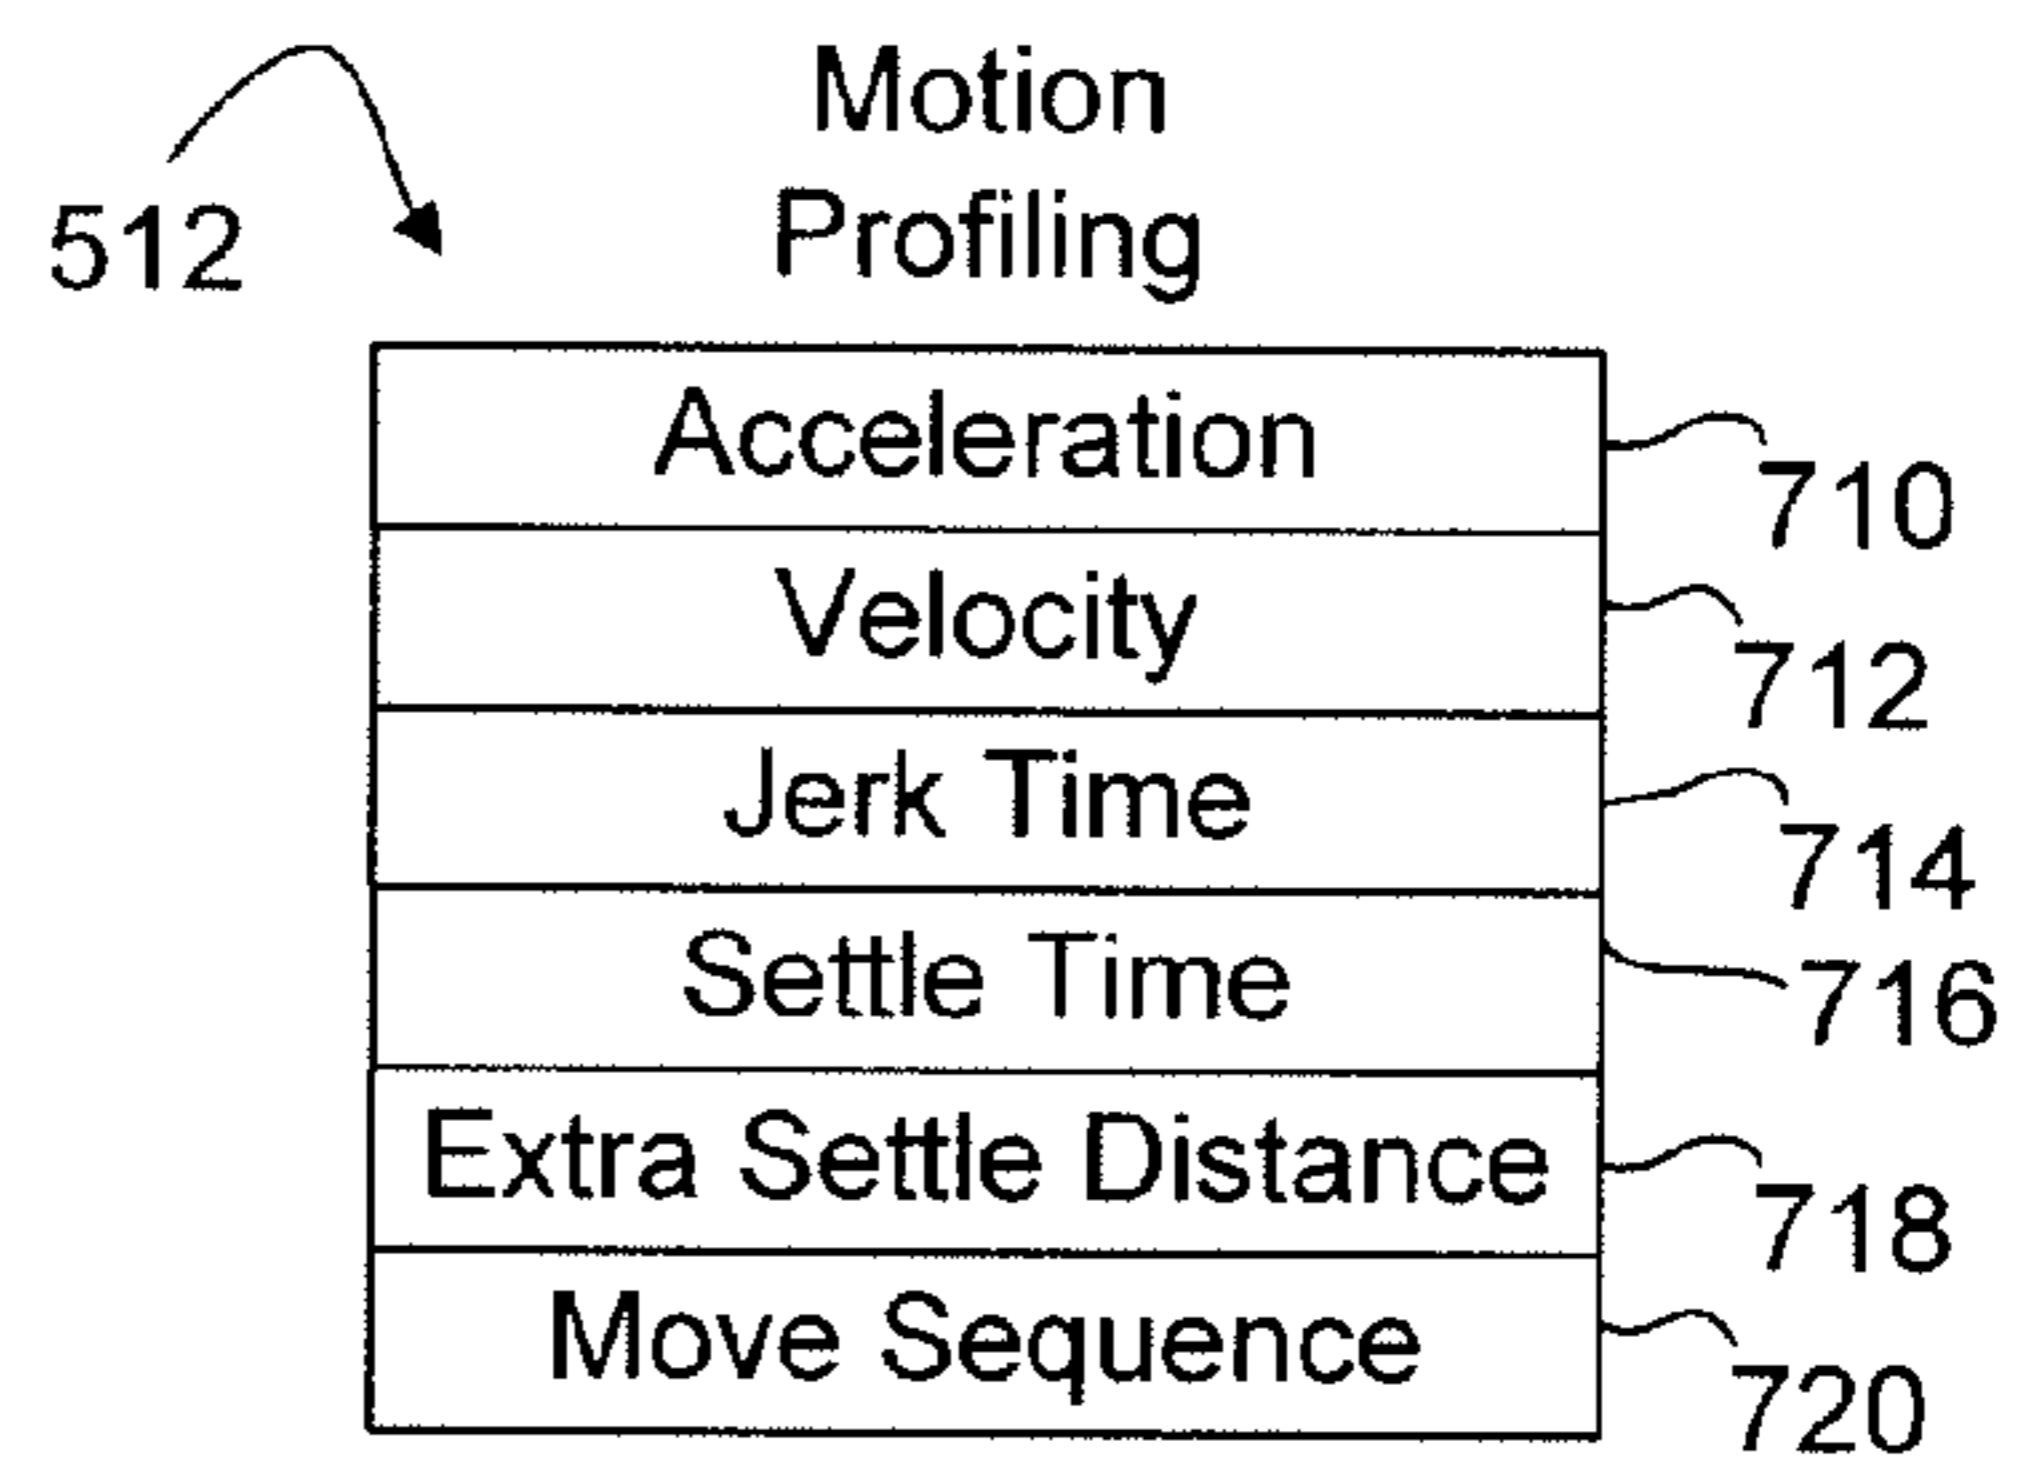 Motion
Profiling
512
Acceleration
710
Velocity
712
Jerk Time
714
Settle Time
716
Extra Settle Distance
718
Move Sequence
720